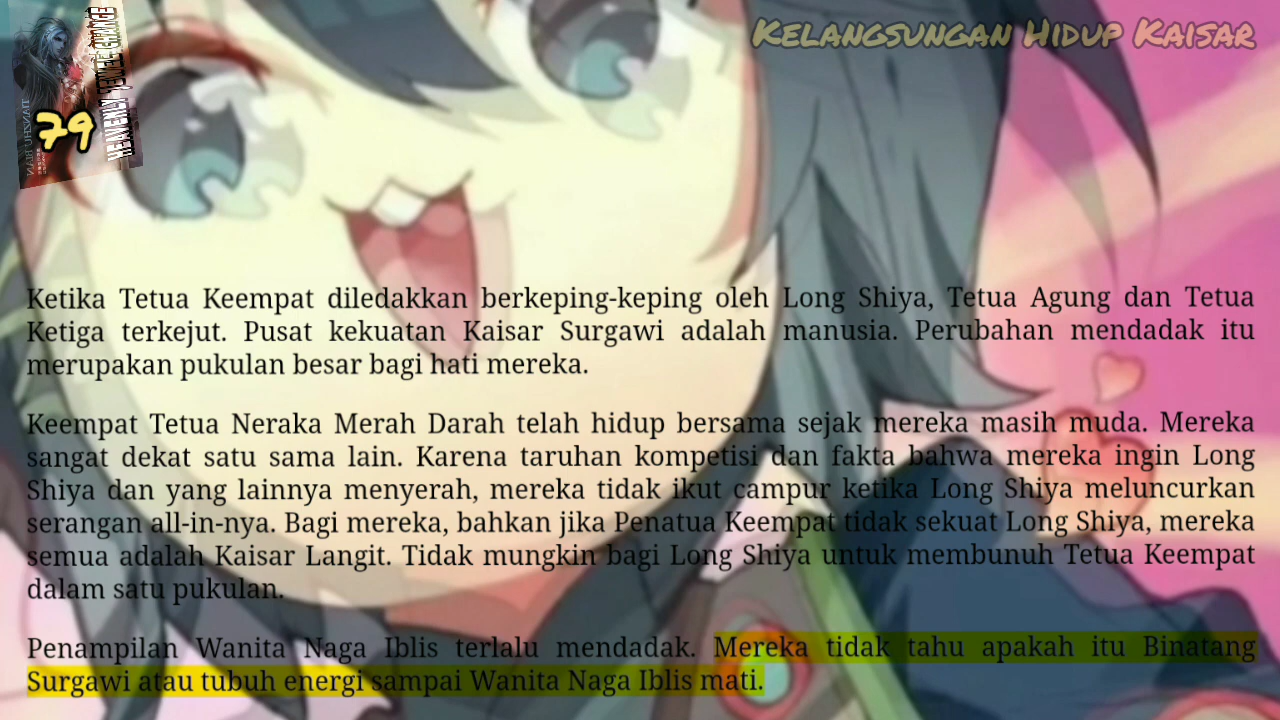 Kelangsungan Hidup Kaisar
HEAVENLY JEWEL CHANGE
79
Ketika Tetua Keempat diledakkan berkeping-keping oleh Long Shiya, Tetua Agung dan Tetua
Ketiga terkejut. Pusat kekuatan Kaisar Surgawi adalah manusia. Perubahan mendadak itu
merupakan pukulan besar bagi hati mereka.
Keempat Tetua Neraka Merah Darah telah hidup bersama sejak mereka masih muda. Mereka
sangat dekat satu sama lain. Karena taruhan kompetisi dan fakta bahwa mereka ingin Long
Shiya dan yang lainnya menyerah, mereka tidak ikut campur ketika Long Shiya meluncurkan
serangan all-in-nya. Bagi mereka, bahkan jika Penatua Keempat tidak sekuat Long Shiya, mereka
semua adalah Kaisar Langit. Tidak mungkin bagi Long Shiya untuk membunuh Tetua Keempat
dalam satu pukulan.
Penampilan Wanita Naga Iblis terlalu mendadak. Mereka tidak tahu apakah itu Binatang
Surgawi atau tubuh energi sampai Wanita Naga Iblis mati.